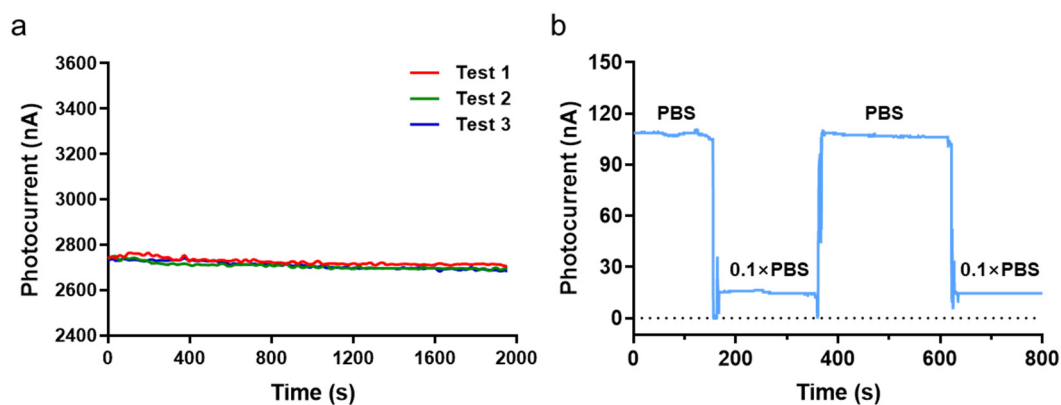 a
3600
3400
3200
3000
2800
2600
2400
Photocurrent (nA)
0 400 800 1200 1600 2000
Time (s)
Test 1
Test 2
Test 3
b
150
120
90
60
30
0
Photocurrent (nA)
PBS
0.1×PBS
PBS
0.1×PBS
0 200 400 600 800
Time (s)